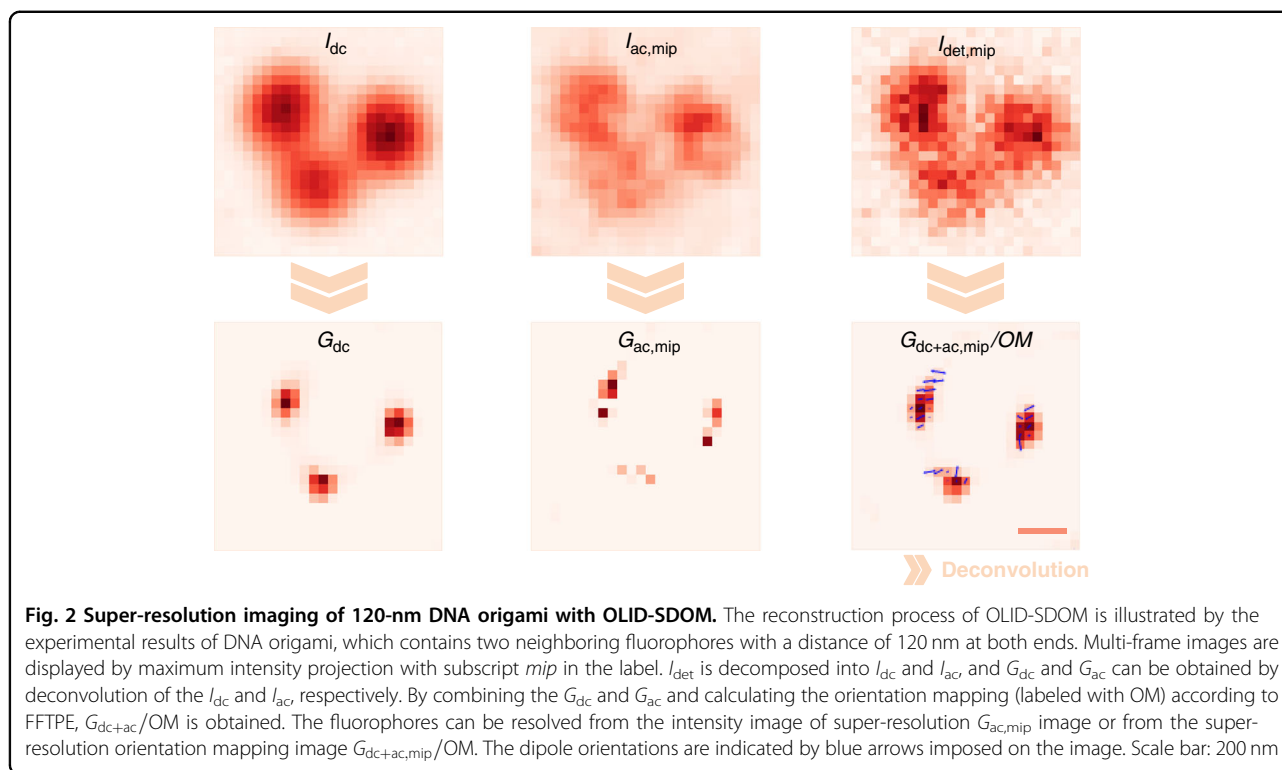 I_dc
I_ac,mip
I_det,mip
G_dc
G_ac,mip
G_dc+ac,mip/OM
Deconvolution
Fig. 2 Super-resolution imaging of 120-nm DNA origami with OLID-SDOM. The reconstruction process of OLID-SDOM is illustrated by the
experimental results of DNA origami, which contains two neighboring fluorophores with a distance of 120 nm at both ends. Multi-frame images are
displayed by maximum intensity projection with subscript mip in the label. I_det is decomposed into I_dc and I_ac, and G_dc and G_ac can be obtained by
deconvolution of the I_dc and I_ac, respectively. By combining the G_dc and G_ac and calculating the orientation mapping (labeled with OM) according to
FFTPE, G_dc+ac/OM is obtained. The fluorophores can be resolved from the intensity image of super-resolution G_ac,mip image or from the super-
resolution orientation mapping image G_dc+ac,mip/OM. The dipole orientations are indicated by blue arrows imposed on the image. Scale bar: 200 nm